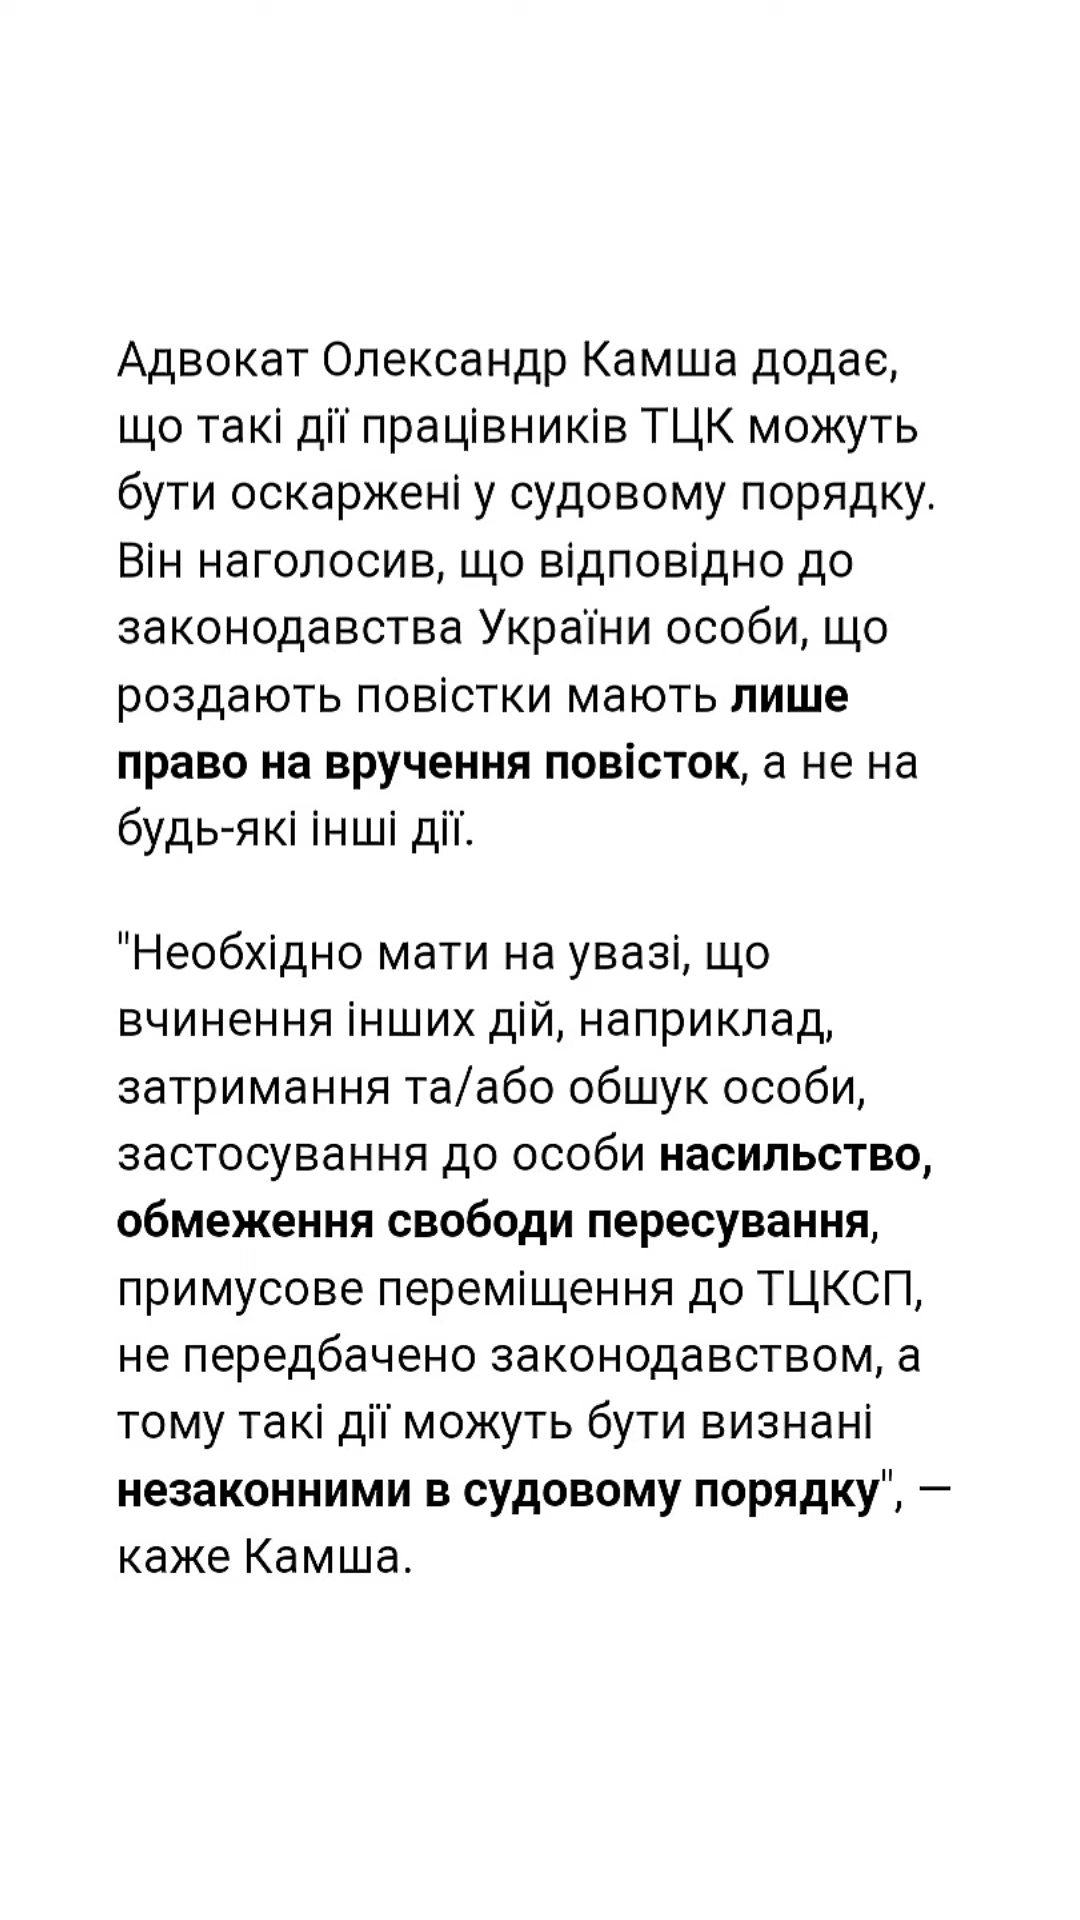 Адвокат Олександр Камша додає,
що такі дії працівників ТЦК можуть
бути оскаржені у судовому порядку.
Він наголосив, що відповідно до
законодавства України особи, що
роздають повістки мають лише
право на вручення повісток, а не на
будь-які інші дії.
"Необхідно мати на увазі, що
вчинення інших дій, наприклад,
затримання та/або обшук особи,
застосування до особи насильство,
обмеження свободи пересування,
примусове переміщення до ТЦКСП,
не передбачено законодавством, а
тому такі дії можуть бути визнані
незаконними в судовому порядку", —
каже Камша.